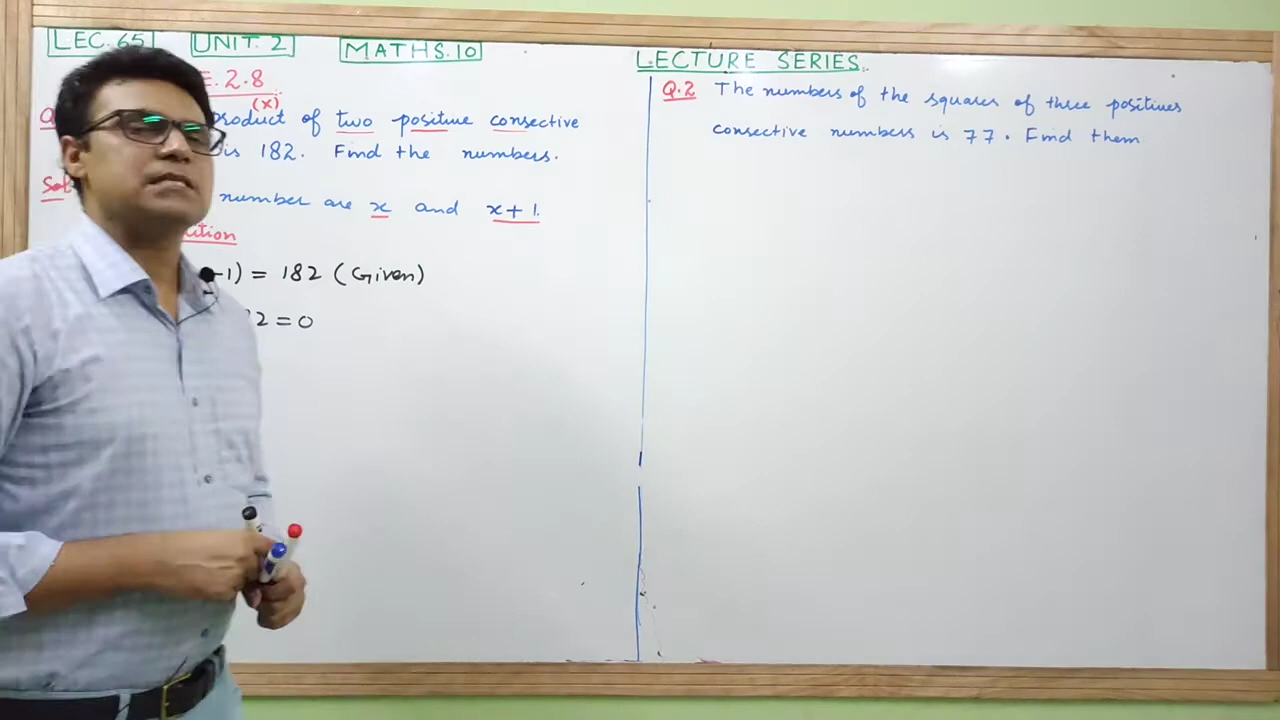 LEC. 65 UNIT. 2 MATHS. 10
E. 2.8
(x)
product of two positive consective
is 182. Find the numbers.
Sol
number are x and x+1.
ition
-1) = 182 (Given)
2 = 0
LECTURE SERIES.
Q.2 The numbers of the squares of three positives
consective numbers is 77. Find them